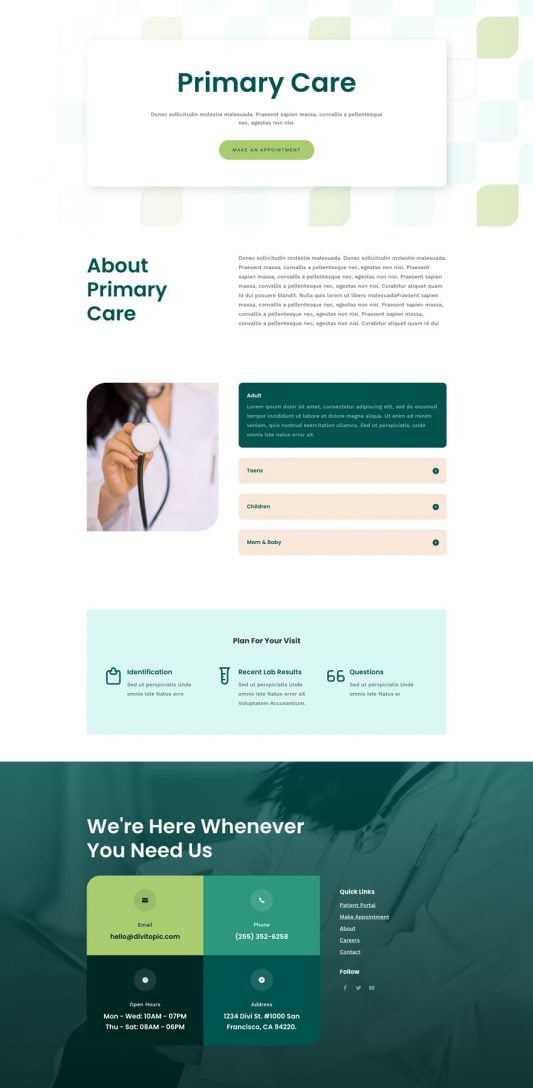 Primary Care
Donec sollicitudin molestie malesuada. Praesent sapien massa, convallis a pellentesque
nec, egestas non nisi.
MAKE AN APPOINTMENT
About
Primary
Care
Donec sollicitudin molestie malesuada. Donec sollicitudin molestie malesuada.
Praesent massa, convallis a pellentesque nec, egestas non nisi. Praesent
sapien massa, convallis a pellentesque nec, egestas non nisi. Praesent sapien
massa, convallis a pellentesque nec, egestas non nisi. Curabitur aliquet quam
id dui posuere blandit. Nulla quis lorem ut libero malesuadaPraesent sapien
massa, convallis a pellentesque nec, egestas non nisi. Praesent sapien massa,
convallis a pellentesque nec, egestas non nisi. Praesent sapien massa,
convallis a pellentesque nec, egestas non nisi. Curabitur aliquet quam id dui
Adult
Lorem ipsum dolor sit amet, consectetur adipiscing elit, sed do eiusmod
tempor incididunt ut labore et dolore magna aliqua. Ut enim ad minim
veniam, quis nostrud exercitation ullamco. Sed ut perspiciatis, unde
omnis iste natus error sit.
Teens
Children
Mom & Baby
Plan For Your Visit
Identification
Sed ut perspiciatis Unde
omnis iste Natus erro
Recent Lab Results
Sed ut perspiciatis Unde
omnis iste Natus error sit
Voluptatem Accusantium.
Questions
Sed ut perspiciatis Unde
omnis iste Natus er
We're Here Whenever
You Need Us
Email
hello@divitopic.com
Phone
(255) 352-6258
Open Hours
Mon - Wed: 10AM - 07PM
Thu - Sat: 08AM - 06PM
Address
1234 Divi St. #1000 San
Francisco, CA 94220.
Quick Links
Patient Portal
Make Appointment
About
Careers
Contact
Follow